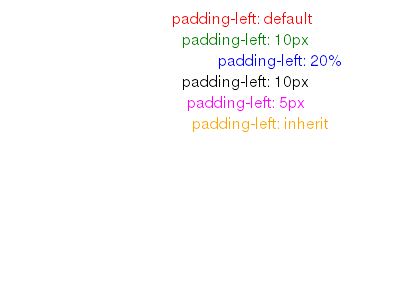 padding-left: default
padding-left: 10px
padding-left: 20%
padding-left: 10px
padding-left: 5px
padding-left: inherit